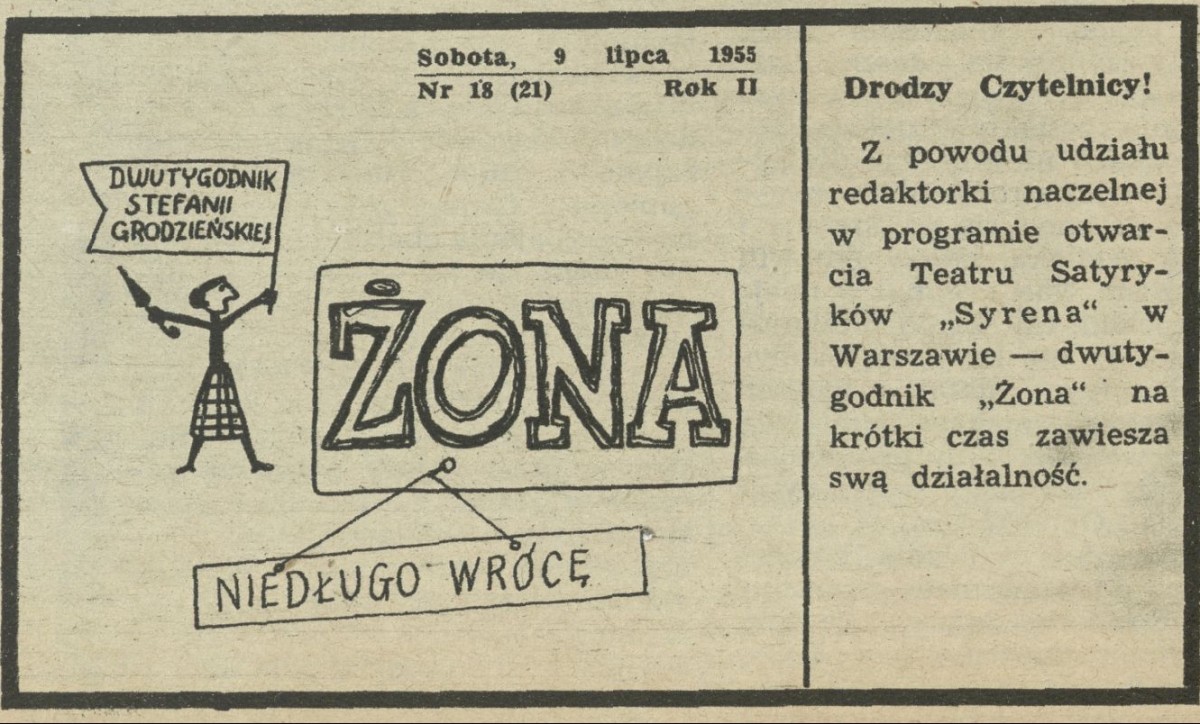 Sobota, 9 lipca 1955
Nr 18 (21) Rok II
DWUTYGODNIK
STEFANII
GRODZIEŃSKIEJ
ŻONA
NIEDŁUGO WRÓCĘ
Drodzy Czytelnicy!
Z powodu udziału
redaktorki naczelnej
w programie otwar-
cia Teatru Satyry-
ków „Syrena“ w
Warszawie — dwuty-
godnik „Żona“ na
krótki czas zawiesza
swą działalność.